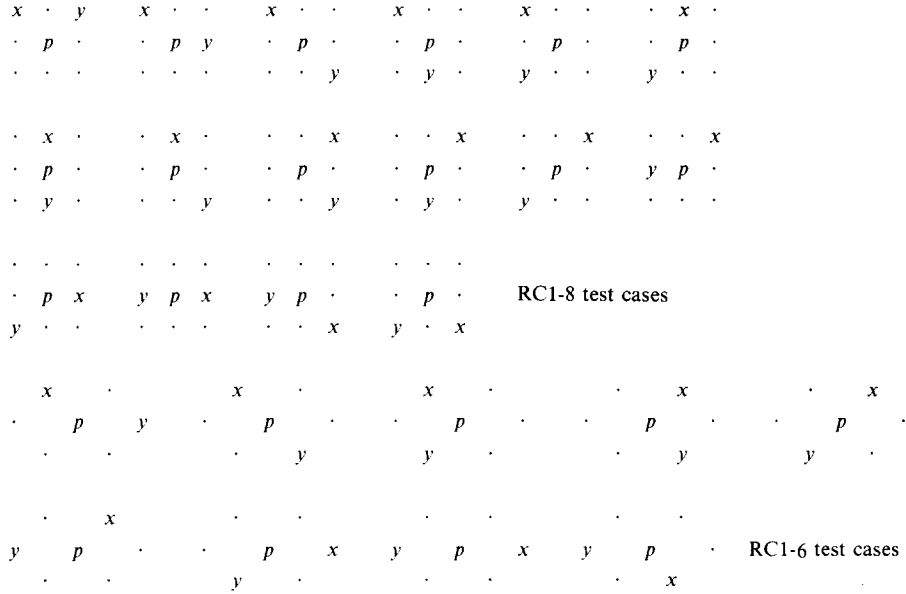 x · y x · · x · · x · · x · · · x ·
· p · · p y · p · · p · · p · · p ·
· · · · · · · · y · y · y · · y · ·
· x · · x · · · x · · x · · x · · x
· p · · p · · p · · p · · p · y p ·
· y · · · y · · y · y · y · · · · ·
· · · · · · · · · · · ·
· p x y p x y p · · p · RC1-8 test cases
y · · · · · · · x y · x
x · x · x · · x · x
· p y · p · · p · · p · · p ·
· · · y y · · y y ·
· x · · · · · ·
y p · · p x y p x y p · RC1-6 test cases
· · y · · · · x